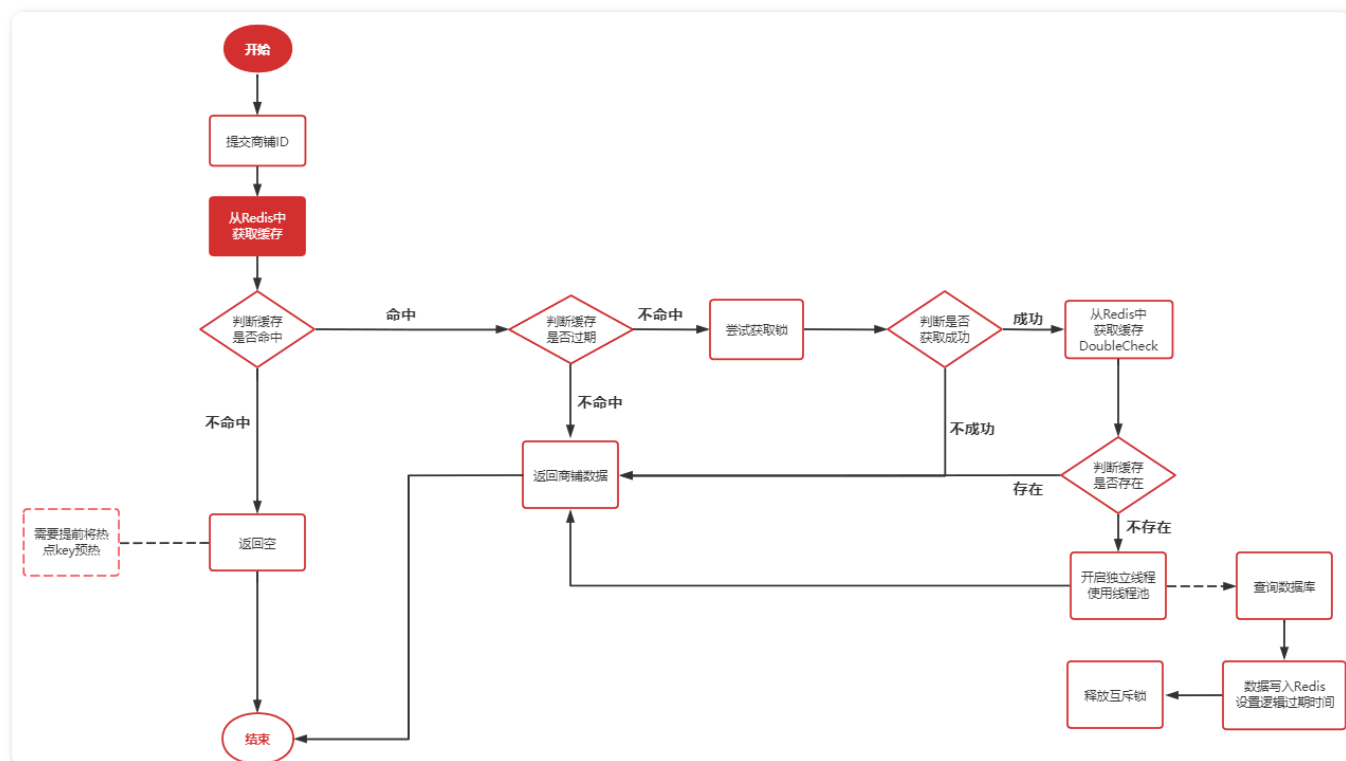 开始
提交商铺ID
从Redis中
获取缓存
判断缓存
是否命中
命中
判断缓存
是否过期
不命中
尝试获取锁
判断是否
获取成功
成功
从Redis中
获取缓存
DoubleCheck
不命中
不命中
不成功
返回商铺数据
存在
判断缓存
是否存在
不存在
需要提前将热
点key预热
返回空
开启独立线程
使用线程池
查询数据库
释放互斥锁
数据写入Redis
设置逻辑过期时间
结束